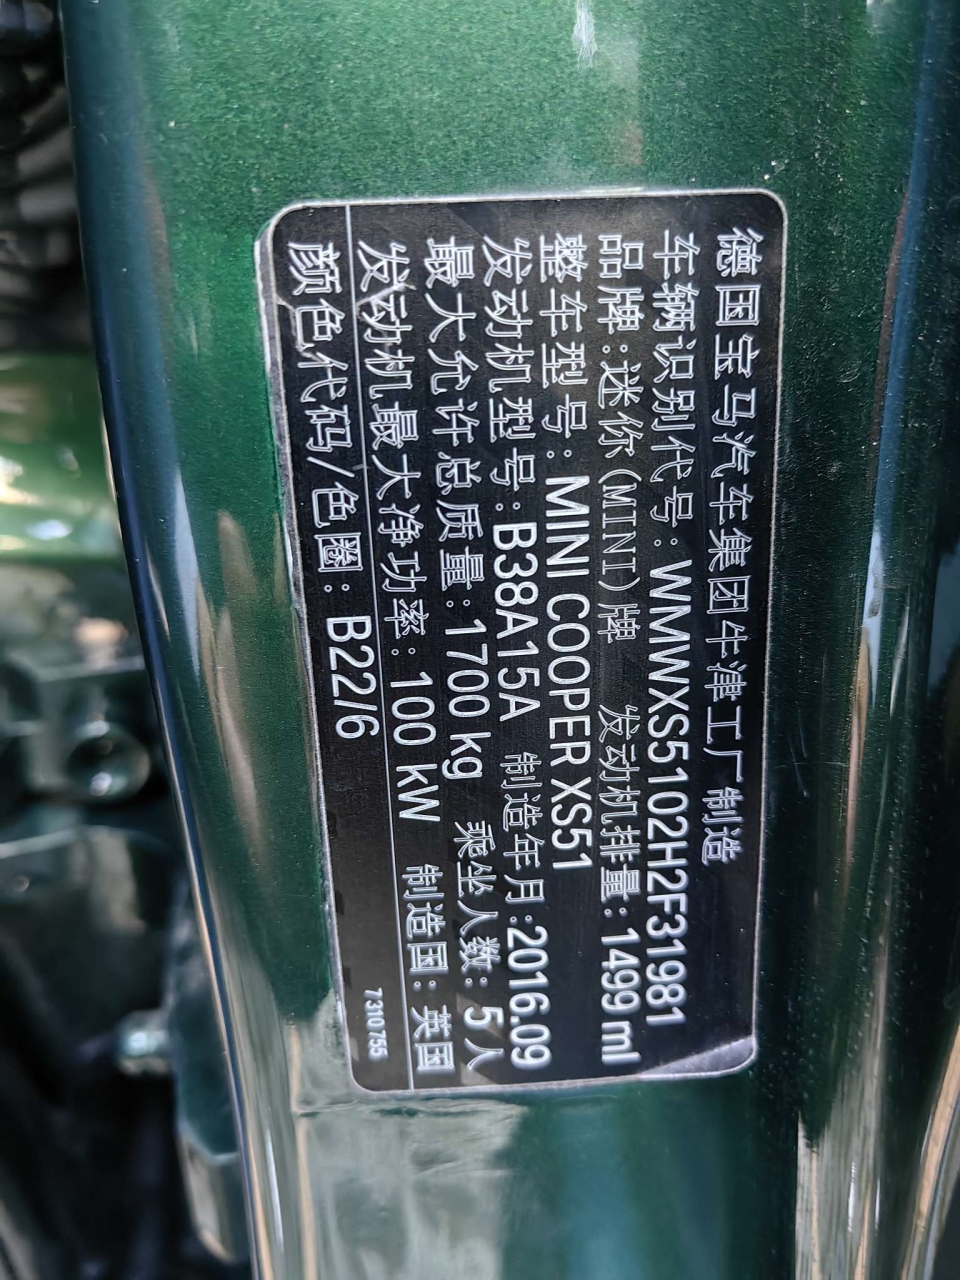 德国宝马汽车集团牛津工厂制造
车辆识别代号: WMWXS5102H2F31981
品牌:迷你(MINI)牌 发动机排量:1499ml
整车型号: MINI COOPER XS51
发动机型号:B38A15A 制造年月:2016.09
最大允许总质量:1700 kg 乘坐人数: 5人
发动机最大净功率: 100 kW 制造国: 英国
颜色代码/色圈: B22/6
7310755